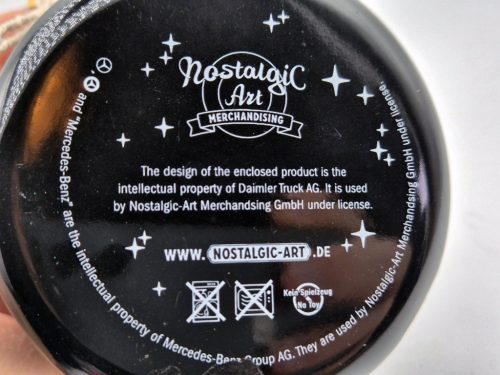 Nostalgic
Art
MERCHANDISING
The design of the enclosed product is the
intellectual property of Daimler Truck AG. It is used
by Nostalgic-Art Merchandsing GmbH under license.
WWW. NOSTALGIC-ART .DE
Kein Spielzeug
No Toy
and "Mercedes-Benz" are the intellectual property of Mercedes-Benz Group AG. They are used by Nostalgic-Art Merchandsing GmbH under license.